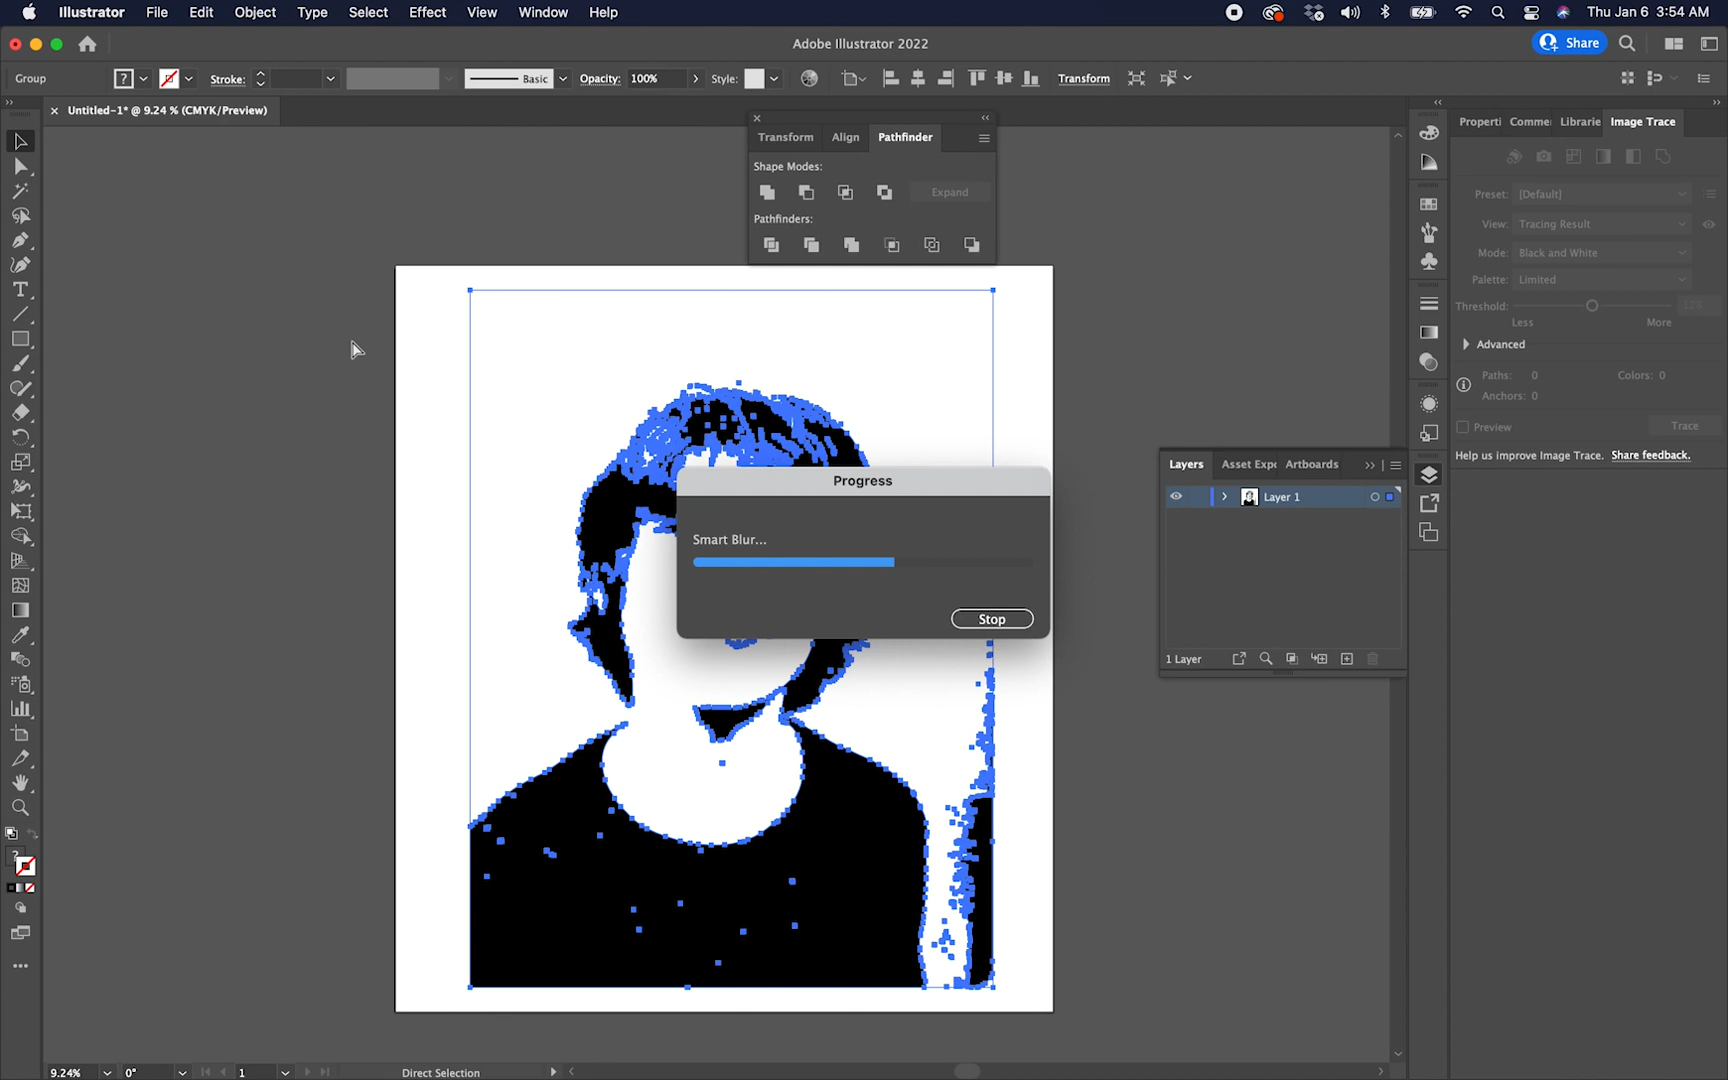 Illustrator File Edit Object Type Select Effect View Window Help Thu Jan 6 3:54 AM
Adobe Illustrator 2022 Share
Group ? Stroke: Basic Opacity: 100% Style: Transform
× Untitled-1* @ 9.24 % (CMYK/Preview)
Transform Align Pathfinder
Shape Modes:
Expand
Pathfinders:
Properti Comme Librarie Image Trace
Preset: [Default]
View: Tracing Result
Mode: Black and White
Palette: Limited
Threshold:
Less More
Advanced
Paths: 0 Colors: 0
Anchors: 0
Preview Trace
Help us improve Image Trace. Share feedback.
Progress
Smart Blur...
Stop
Layers Asset Expo Artboards
Layer 1
1 Layer
9.24% 0° 1 Direct Selection